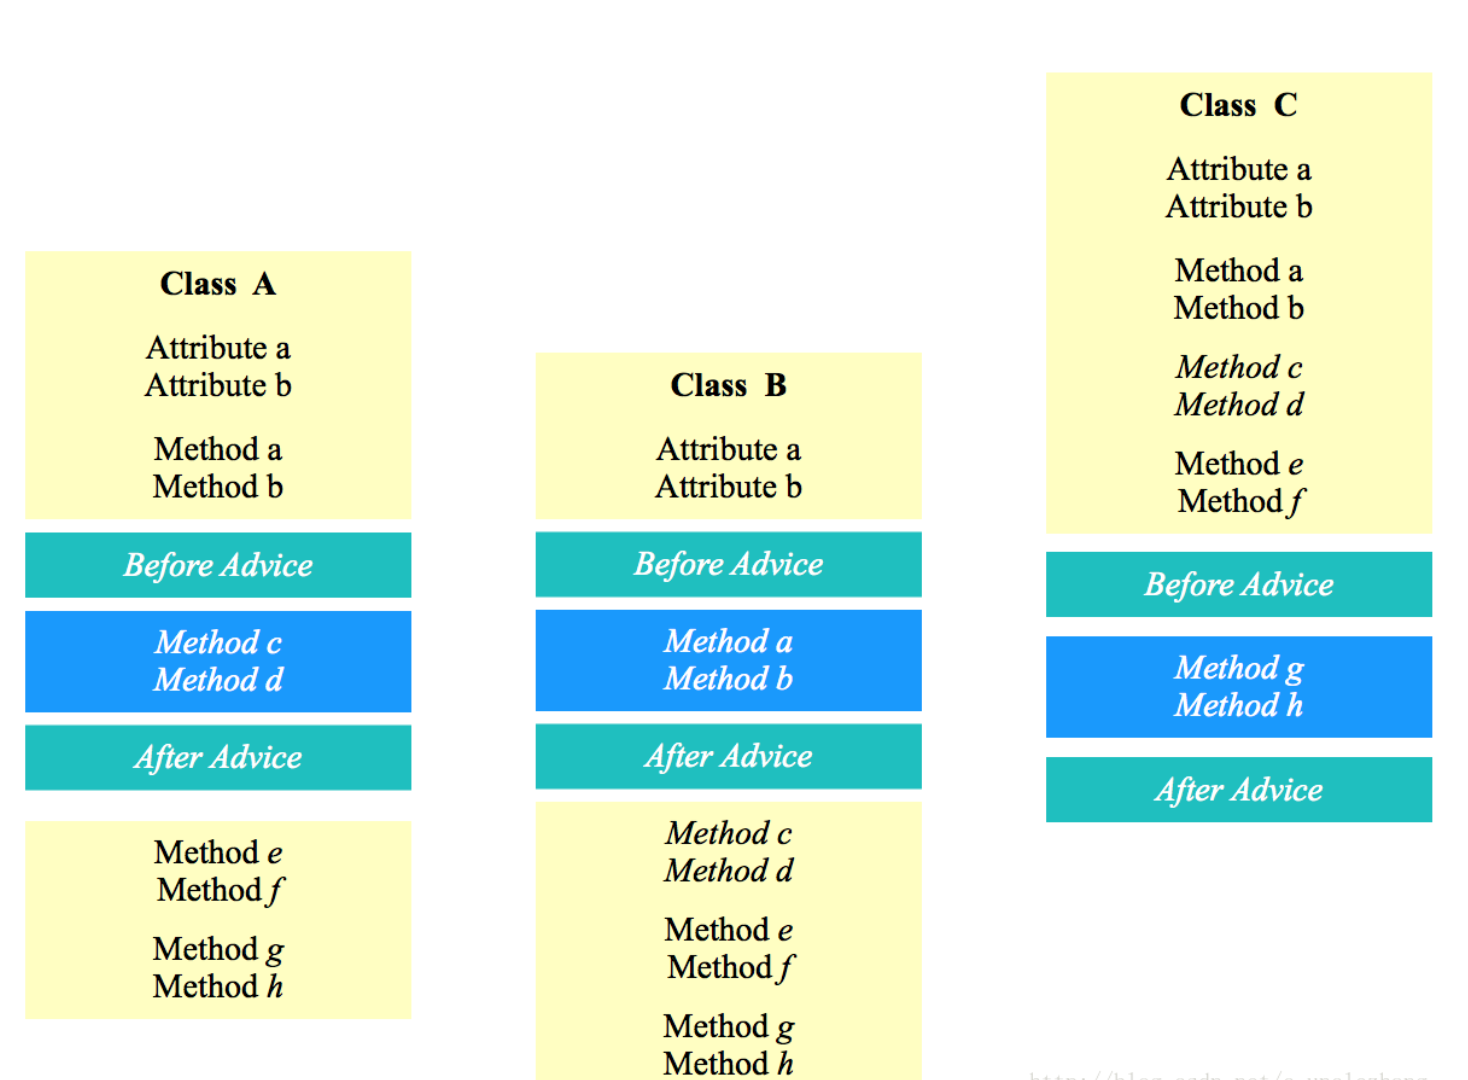 Class A
Attribute a
Attribute b
Method a
Method b
Before Advice
Method c
Method d
After Advice
Method e
Method f
Method g
Method h
Class B
Attribute a
Attribute b
Before Advice
Method a
Method b
After Advice
Method c
Method d
Method e
Method f
Method g
Method h
Class C
Attribute a
Attribute b
Method a
Method b
Method c
Method d
Method e
Method f
Before Advice
Method g
Method h
After Advice